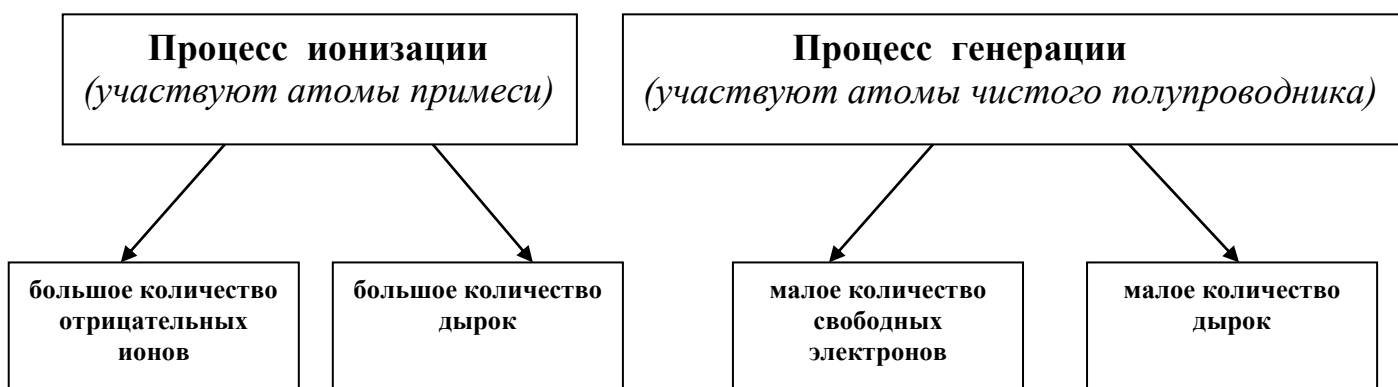 Процесс ионизации
(участвуют атомы примеси)
Процесс генерации
(участвуют атомы чистого полупроводника)
большое количество
отрицательных
ионов
большое количество
дырок
малое количество
свободных
электронов
малое количество
дырок